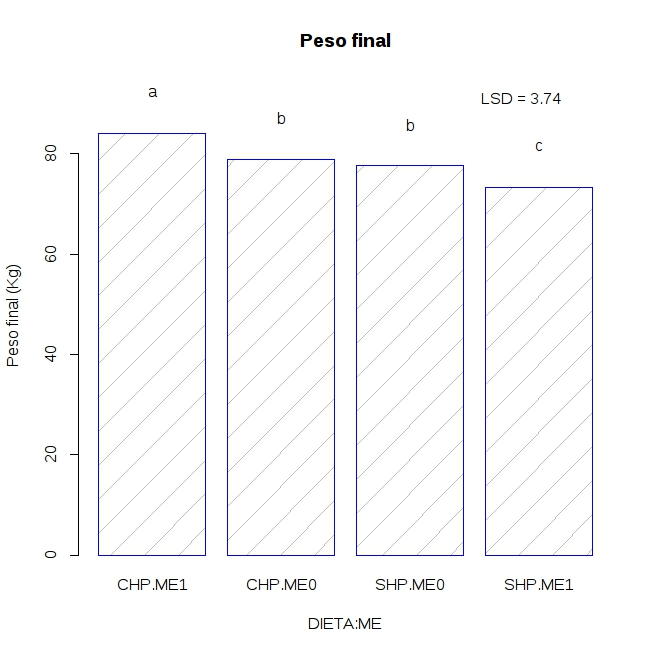 Peso final
LSD = 3.74
a
b
b
c
Peso final (Kg)
80
60
40
20
0
CHP.ME1 CHP.ME0 SHP.ME0 SHP.ME1
DIETA:ME